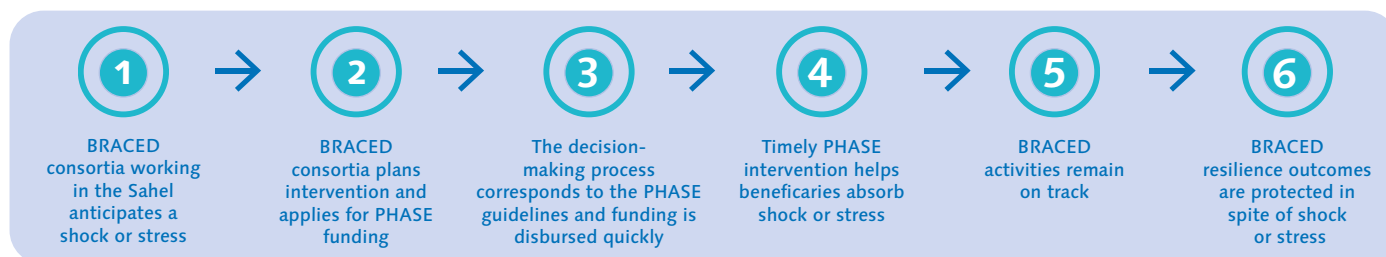 1
BRACED
consortia working
in the Sahel
anticipates a
shock or stress
2
BRACED
consortia plans
intervention and
applies for PHASE
funding
3
The decision-
making process
corresponds to the PHASE
guidelines and funding is
disbursed quickly
4
Timely PHASE
intervention helps
beneficaries absorb
shock or stress
5
BRACED
activities remain
on track
6
BRACED
resilience outcomes
are protected in
spite of shock
or stress